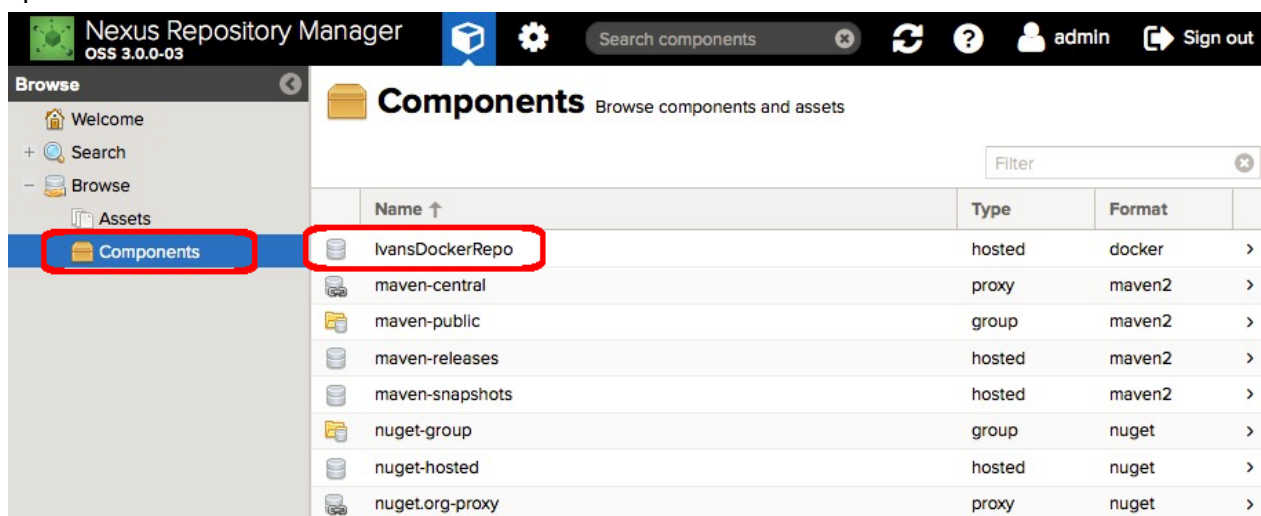 Nexus Repository Manager
OSS 3.0.0-03
Search components
admin
Sign out
Browse
Welcome
Search
Browse
Assets
Components
Components Browse components and assets
Filter
Name Type Format
IvansDockerRepo hosted docker
maven-central proxy maven2
maven-public group maven2
maven-releases hosted maven2
maven-snapshots hosted maven2
nuget-group group nuget
nuget-hosted hosted nuget
nuget.org-proxy proxy nuget